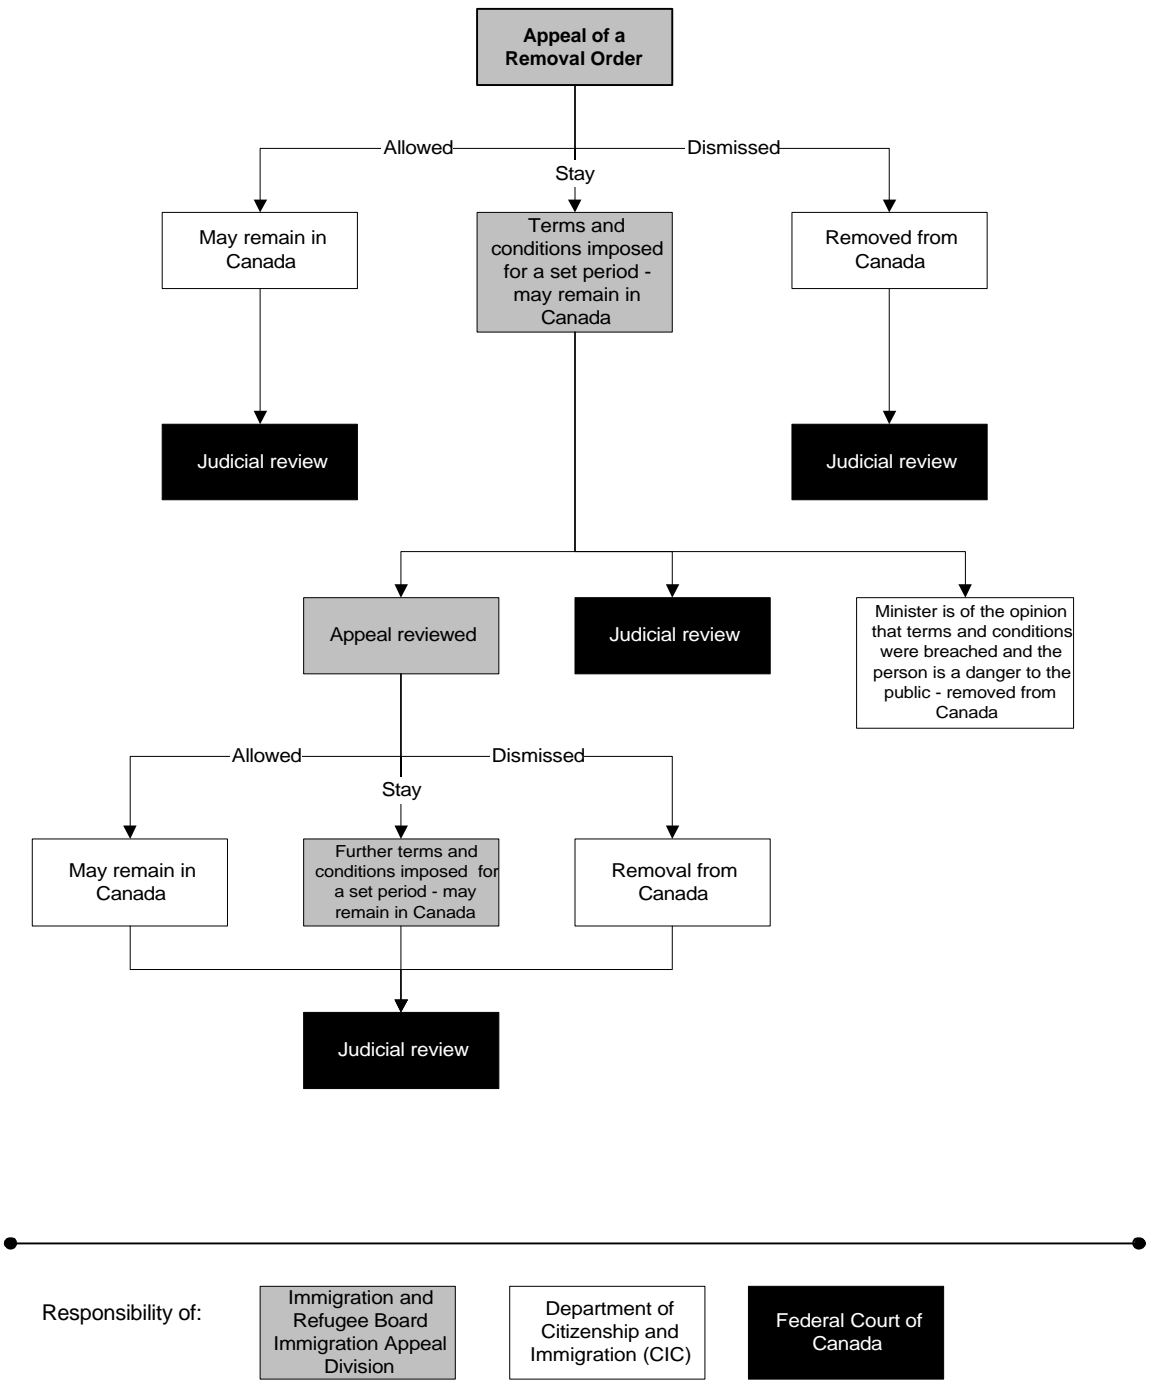 Appeal of a
Removal Order
Allowed
Dismissed
Stay
May remain in
Canada
Terms and
conditions imposed
for a set period -
may remain in
Canada
Removed from
Canada
Judicial review
Judicial review
Appeal reviewed
Judicial review
Minister is of the opinion
that terms and conditions
were breached and the
person is a danger to the
public - removed from
Canada
Allowed
Dismissed
Stay
May remain in
Canada
Further terms and
conditions imposed  for
a set period - may
remain in Canada
Removal from
Canada
Judicial review
Responsibility of:
Immigration and
Refugee Board
Immigration Appeal
Division
Department of
Citizenship and
Immigration (CIC)
Federal Court of
Canada